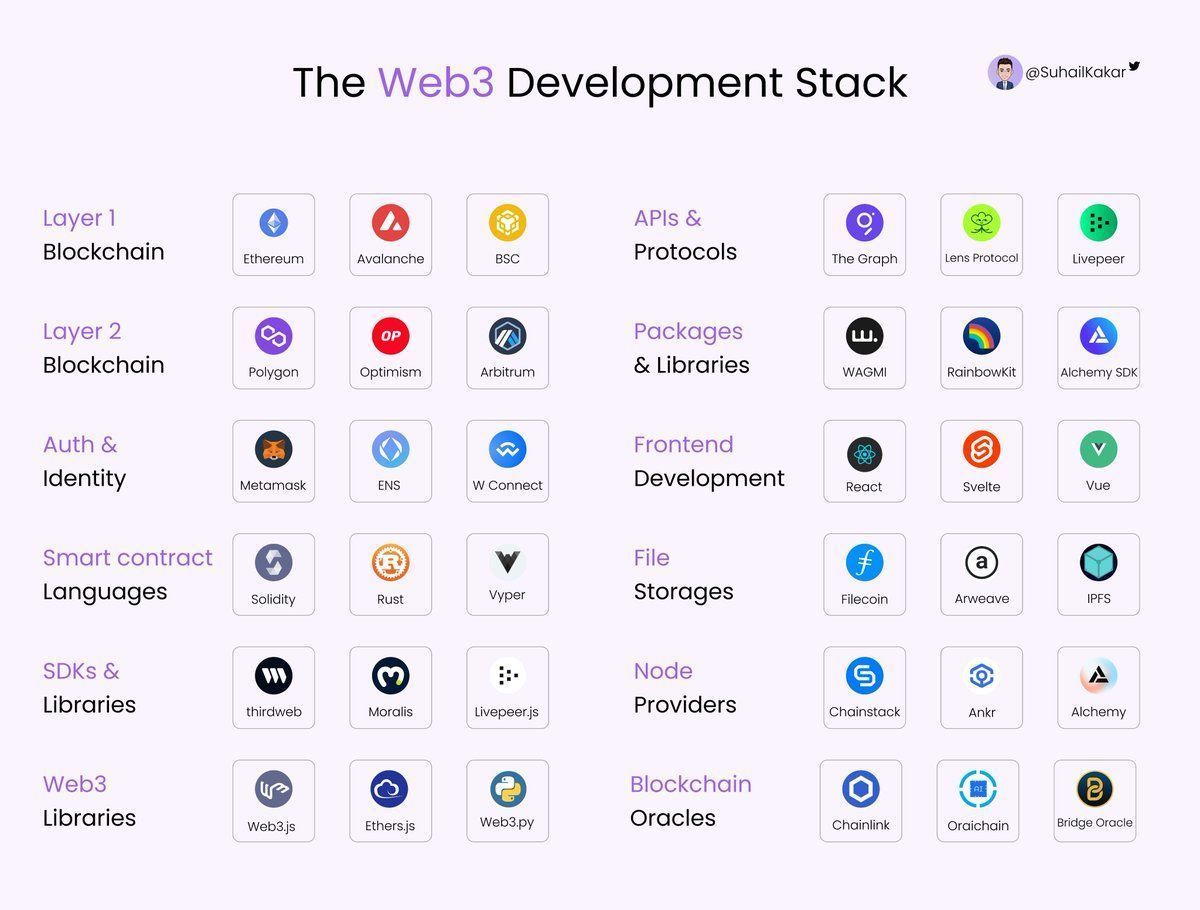 The Web3 Development Stack
@SuhailKakar
Layer 1
Blockchain
Ethereum
Avalanche
BSC
Layer 2
Blockchain
Polygon
OP
Optimism
Arbitrum
Auth &
Identity
Metamask
ENS
W Connect
Smart contract
Languages
Solidity
R
Rust
Vyper
SDKs &
Libraries
thirdweb
Moralis
Livepeer.js
Web3
Libraries
Web3.js
Ethers.js
Web3.py
APIs &
Protocols
The Graph
Lens Protocol
Livepeer
Packages
& Libraries
WAGMI
RainbowKit
Alchemy SDK
Frontend
Development
React
Svelte
Vue
File
Storages
Filecoin
a
Arweave
IPFS
Node
Providers
Chainstack
Ankr
Alchemy
Blockchain
Oracles
Chainlink
AI
Oraichain
Bridge Oracle